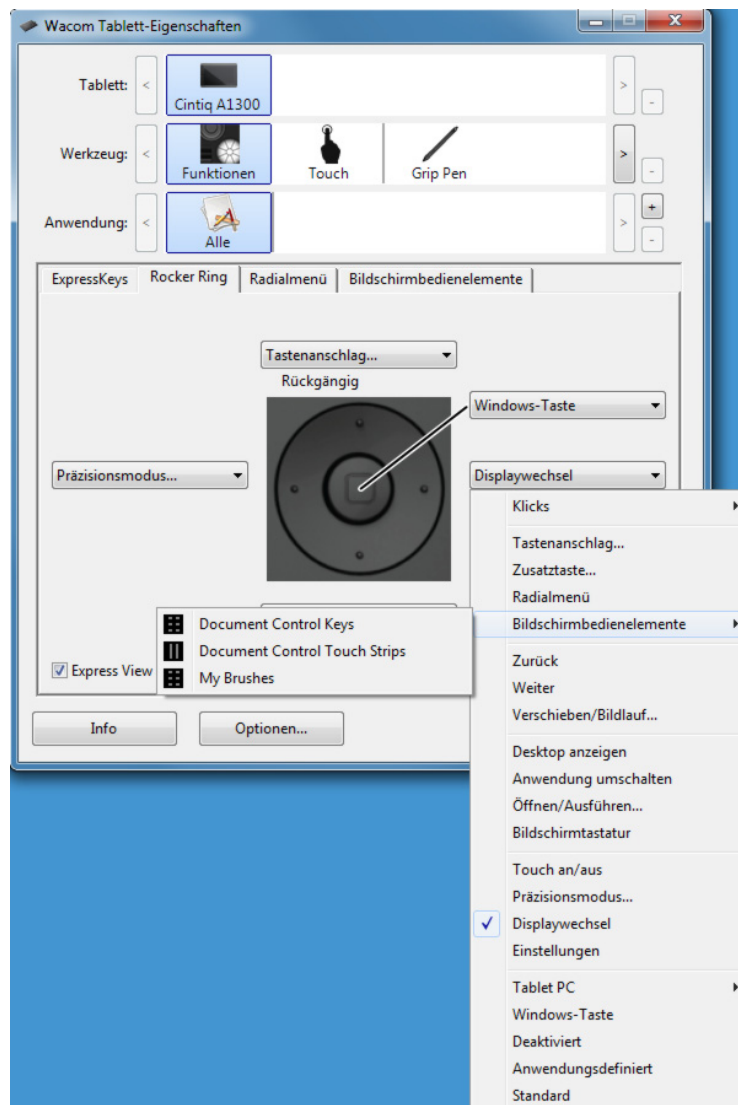 Wacom Tablett-Eigenschaften
Tablett:
<
Cintiq A1300
>
-
Werkzeug:
<
Funktionen
Touch
Grip Pen
>
-
Anwendung:
<
Alle
>
+
-
ExpressKeys
Rocker Ring
Radialmenü
Bildschirmbedienelemente
Tastenanschlag...
Rückgängig
Windows-Taste
Präzisionsmodus...
Displaywechsel
Klicks
Tastenanschlag...
Zusatztaste...
Radialmenü
Bildschirmbedienelemente
Document Control Keys
Document Control Touch Strips
My Brushes
Zurück
Weiter
Verschieben/Bildlauf...
Express View
Info
Optionen...
Desktop anzeigen
Anwendung umschalten
Öffnen/Ausführen...
Bildschirmtastatur
Touch an/aus
Präzisionsmodus...
Displaywechsel
Einstellungen
Tablet PC
Windows-Taste
Deaktiviert
Anwendungsdefiniert
Standard